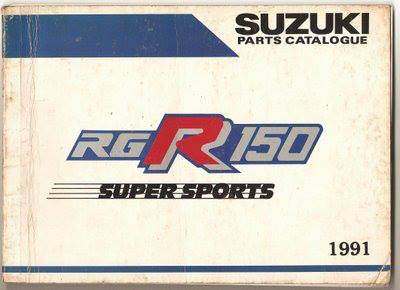 SUZUKI
PARTS CATALOGUE
RGR150
SUPER SPORTS
1991